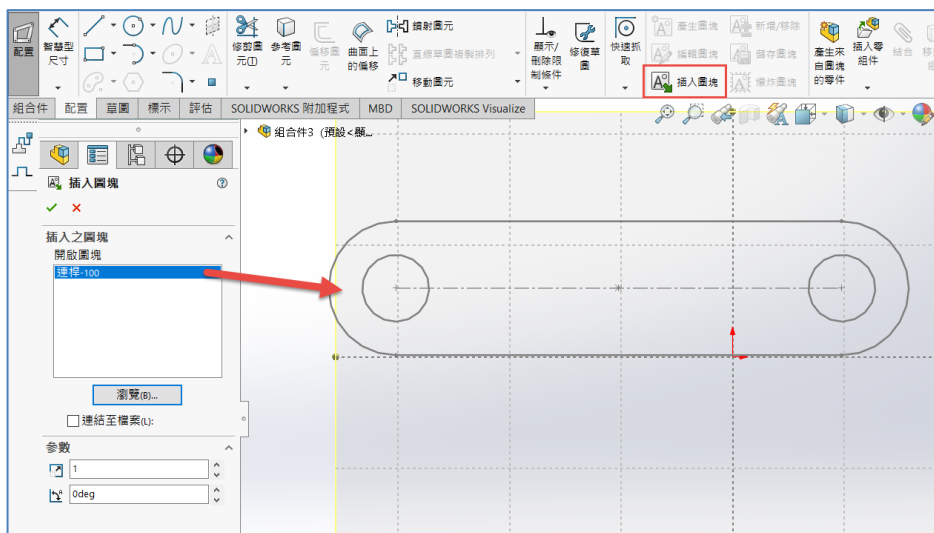 配置
智慧型
尺寸
修剪圖
元(T)
參考圖
元
偏移圖
元
曲面上
的偏移
鏡射圖元
直線草圖複製排列
移動圖元
顯示/
刪除限
制條件
修復草
圖
快速抓
取
產生圖塊
編輯圖塊
插入圖塊
新增/移除
儲存圖塊
爆炸圖塊
產生來
自圖塊
的零件
插入零
組件
結合
組合件 配置 草圖 標示 評估 SOLIDWORKS 附加程式 MBD SOLIDWORKS Visualize
組合件3 (預設<顯...
插入圖塊
插入之圖塊
開啟圖塊
連桿-100
瀏覽(B)...
連結至檔案(L):
參數
1
0deg